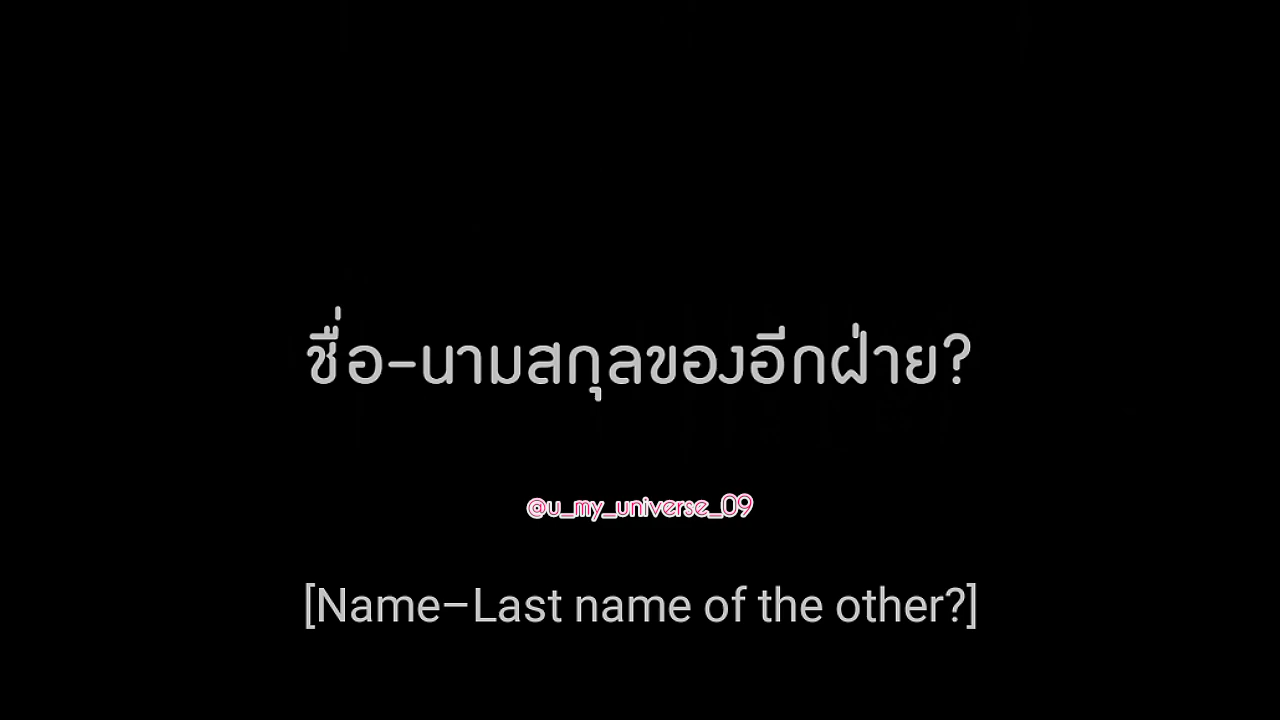 ชื่อ-นามสกุลของอีกฝ่าย?
@u_my_universe_09
[Name–Last name of the other?]